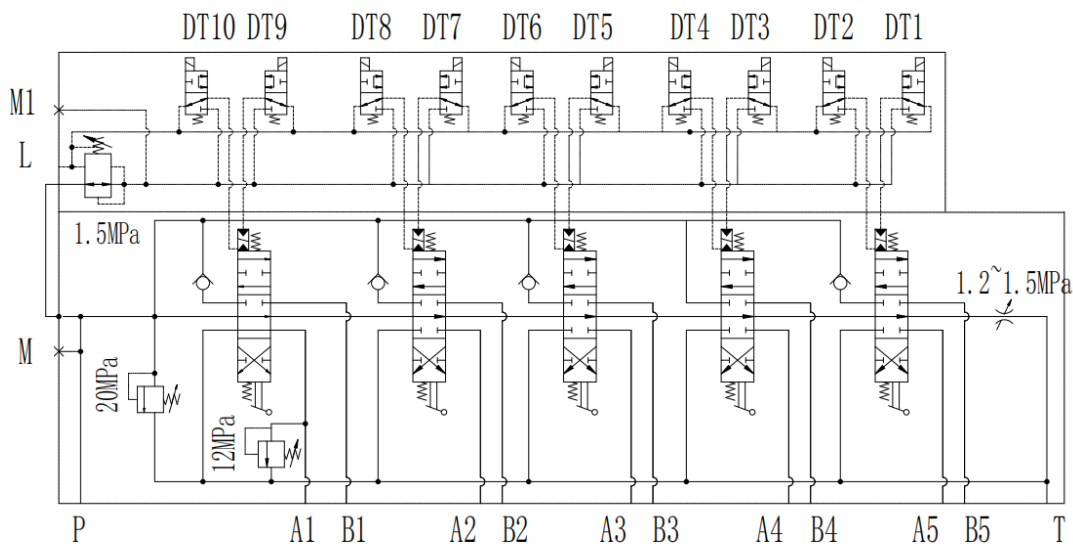 DT10 DT9 DT8 DT7 DT6 DT5 DT4 DT3 DT2 DT1
M1
L
1.5MPa
1.2~1.5MPa
M
20MPa
12MPa
P A1 B1 A2 B2 A3 B3 A4 B4 A5 B5 T